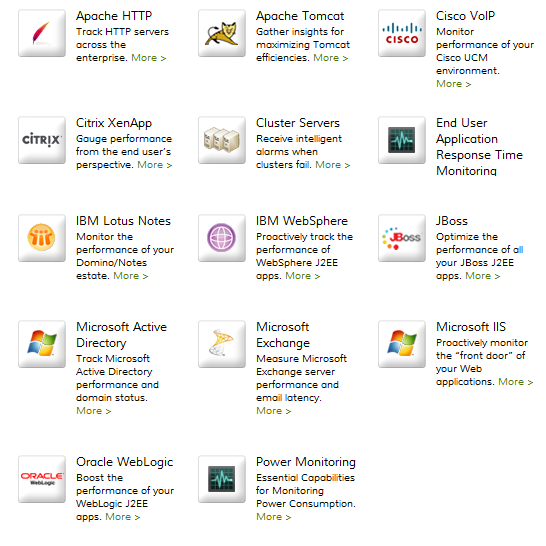 Apache HTTP
Track HTTP servers
across the
enterprise. More >
Apache Tomcat
Gather insights for
maximizing Tomcat
efficiencies. More >
CISCO
Cisco VoIP
Monitor
performance of your
Cisco UCM
environment.
More >
CITRIX
Citrix XenApp
Gauge performance
from the end user's
perspective. More >
Cluster Servers
Receive intelligent
alarms when
clusters fail. More >
End User
Application
Response Time
Monitoring
IBM Lotus Notes
Monitor the
performance of your
Domino/Notes
estate. More >
IBM WebSphere
Proactively track the
performance of
WebSphere J2EE
apps. More >
JBoss
JBoss
Optimize the
performance of all
your JBoss J2EE
apps. More >
Microsoft Active
Directory
Track Microsoft
Active Directory
performance and
domain status.
More >
Microsoft
Exchange
Measure Microsoft
Exchange server
performance and
email latency.
More >
Microsoft IIS
Proactively monitor
the “front door” of
your Web
applications. More >
ORACLE
WebLogic
Oracle WebLogic
Boost the
performance of your
WebLogic J2EE
apps. More >
Power Monitoring
Essential Capabilities
for Monitoring
Power Consumption.
More >